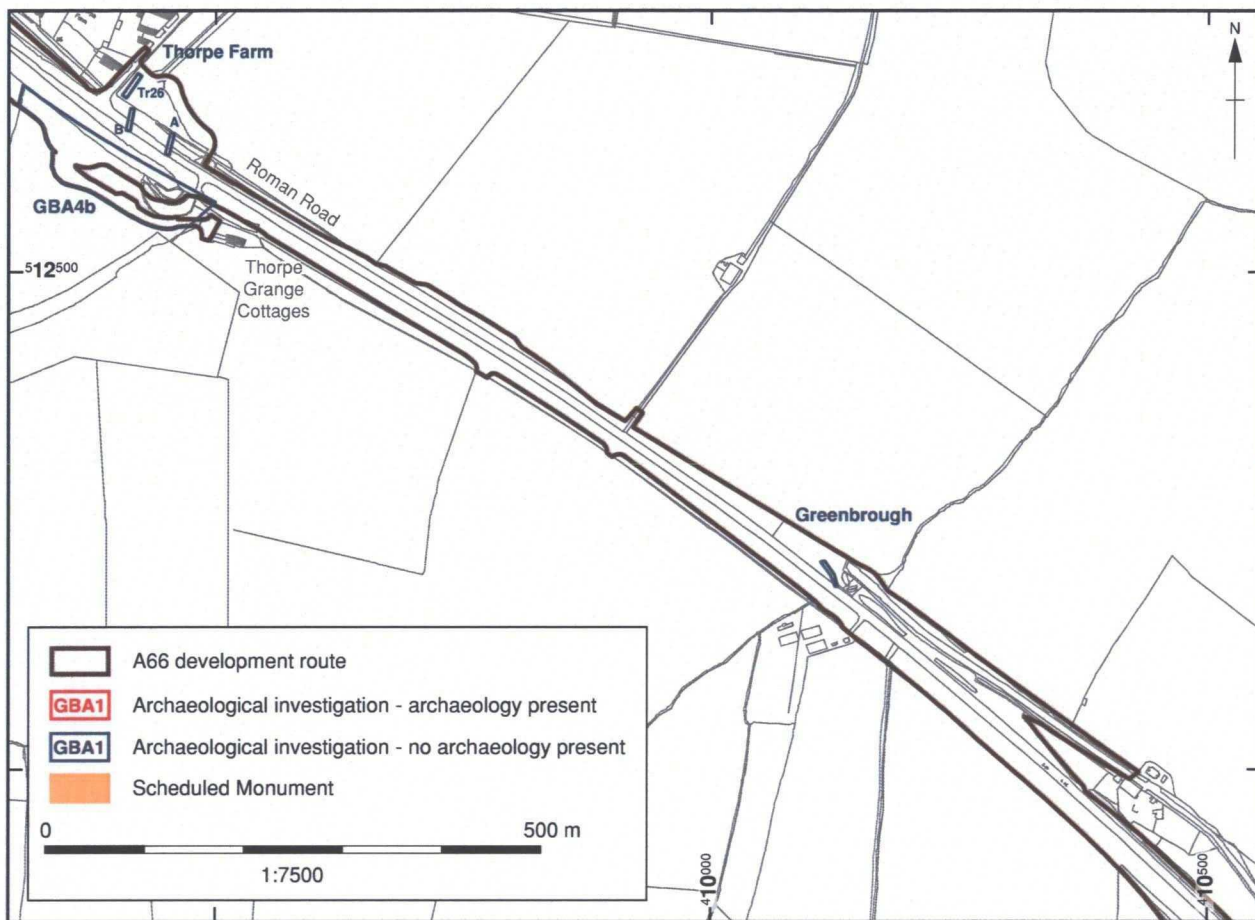 N
Thorpe Farm
Tr26
B
A
Roman Road
GBA4b
512500
Thorpe
Grange
Cottages
Greenbrough
A66 development route
GBA1 Archaeological investigation - archaeology present
GBA1 Archaeological investigation - no archaeology present
Scheduled Monument
0 500 m
1:7500
410000
410500